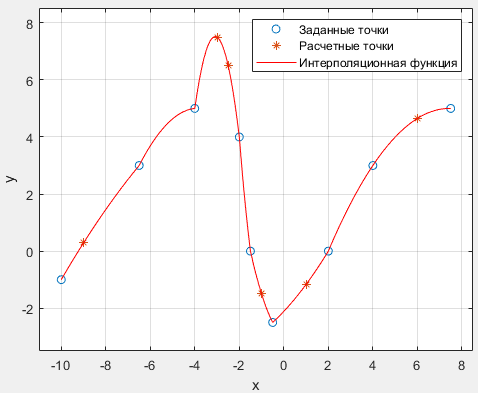 Заданные точки
Расчетные точки
Интерполяционная функция
8
6
4
2
0
-2
y
-10 -8 -6 -4 -2 0 2 4 6 8
x